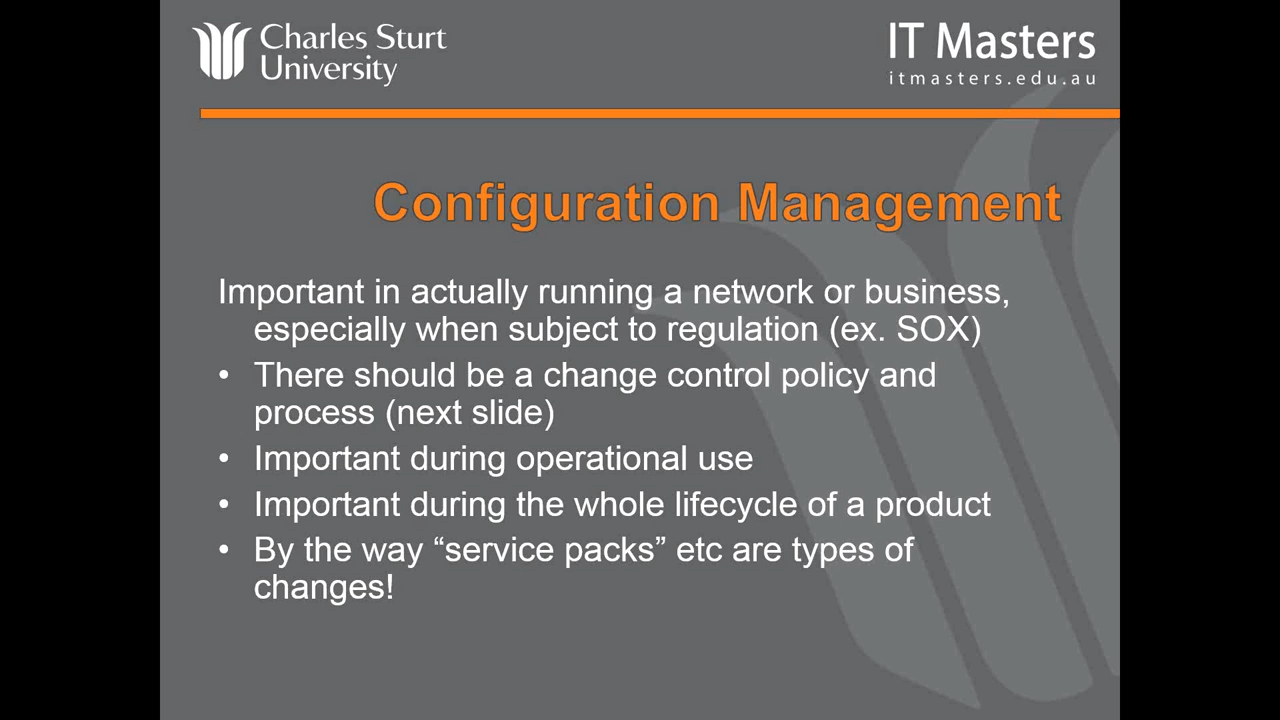 Charles Sturt
University
IT Masters
itmasters.edu.au
Configuration Management
Important in actually running a network or business,
especially when subject to regulation (ex. SOX)
• There should be a change control policy and
process (next slide)
• Important during operational use
• Important during the whole lifecycle of a product
• By the way “service packs” etc are types of
changes!